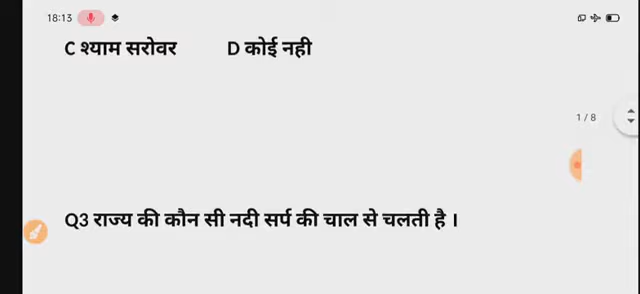 18:13
C श्याम सरोवर D कोई नही
1 / 8
Q3 राज्य की कौन सी नदी सर्प की चाल से चलती है ।